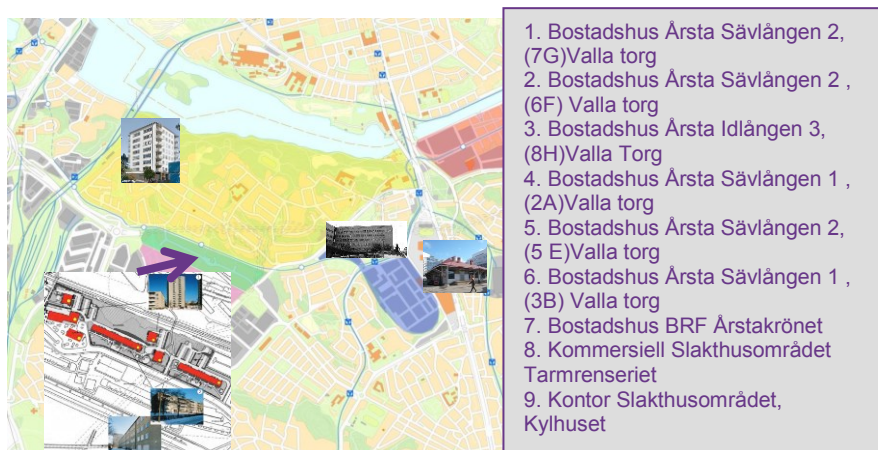 1. Bostadshus Årsta Sävlången 2,
(7G)Valla torg
2. Bostadshus Årsta Sävlången 2 ,
(6F) Valla torg
3. Bostadshus Årsta Idlången 3,
(8H)Valla Torg
4. Bostadshus Årsta Sävlången 1 ,
(2A)Valla torg
5. Bostadshus Årsta Sävlången 2,
(5 E)Valla torg
6. Bostadshus Årsta Sävlången 1 ,
(3B) Valla torg
7. Bostadshus BRF Årstakrönet
8. Kommersiell Slakthusområdet
Tarmrenseriet
9. Kontor Slakthusområdet,
Kylhuset